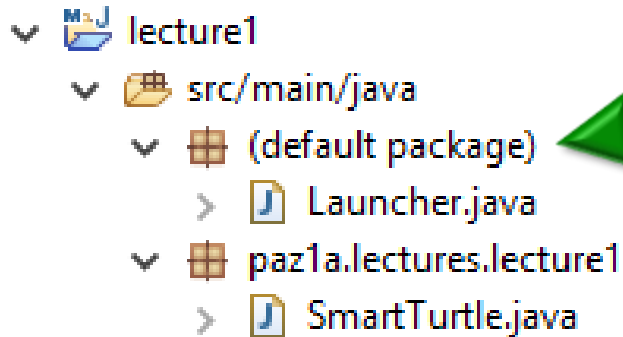 lecture1
src/main/java
(default package)
Launcher.java
paz1a.lectures.lecture1
SmartTurtle.java